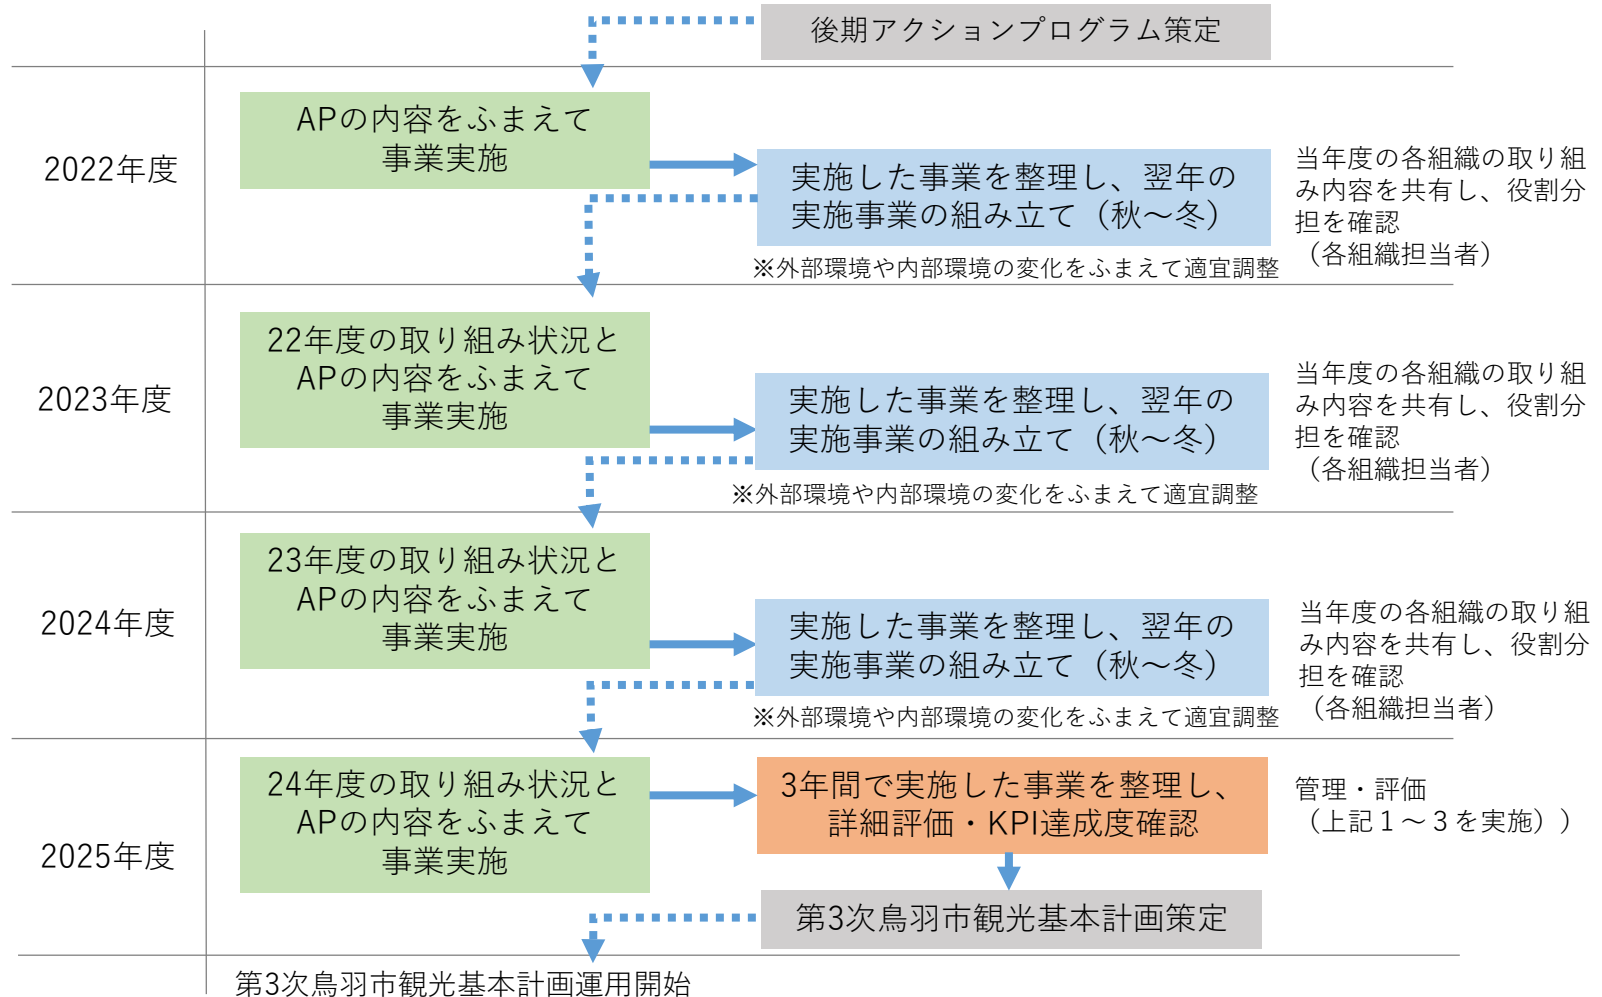 後期アクションプログラム策定
2022年度
APの内容をふまえて
事業実施
実施した事業を整理し、翌年の
実施事業の組み立て（秋～冬）
※外部環境や内部環境の変化をふまえて適宜調整
当年度の各組織の取り組
み内容を共有し、役割分
担を確認
（各組織担当者）
2023年度
22年度の取り組み状況と
APの内容をふまえて
事業実施
実施した事業を整理し、翌年の
実施事業の組み立て（秋～冬）
※外部環境や内部環境の変化をふまえて適宜調整
当年度の各組織の取り組
み内容を共有し、役割分
担を確認
（各組織担当者）
2024年度
23年度の取り組み状況と
APの内容をふまえて
事業実施
実施した事業を整理し、翌年の
実施事業の組み立て（秋～冬）
※外部環境や内部環境の変化をふまえて適宜調整
当年度の各組織の取り組
み内容を共有し、役割分
担を確認
（各組織担当者）
2025年度
24年度の取り組み状況と
APの内容をふまえて
事業実施
3年間で実施した事業を整理し、
詳細評価・KPI達成度確認
管理・評価
（上記１～３を実施））
第3次鳥羽市観光基本計画策定
第3次鳥羽市観光基本計画運用開始